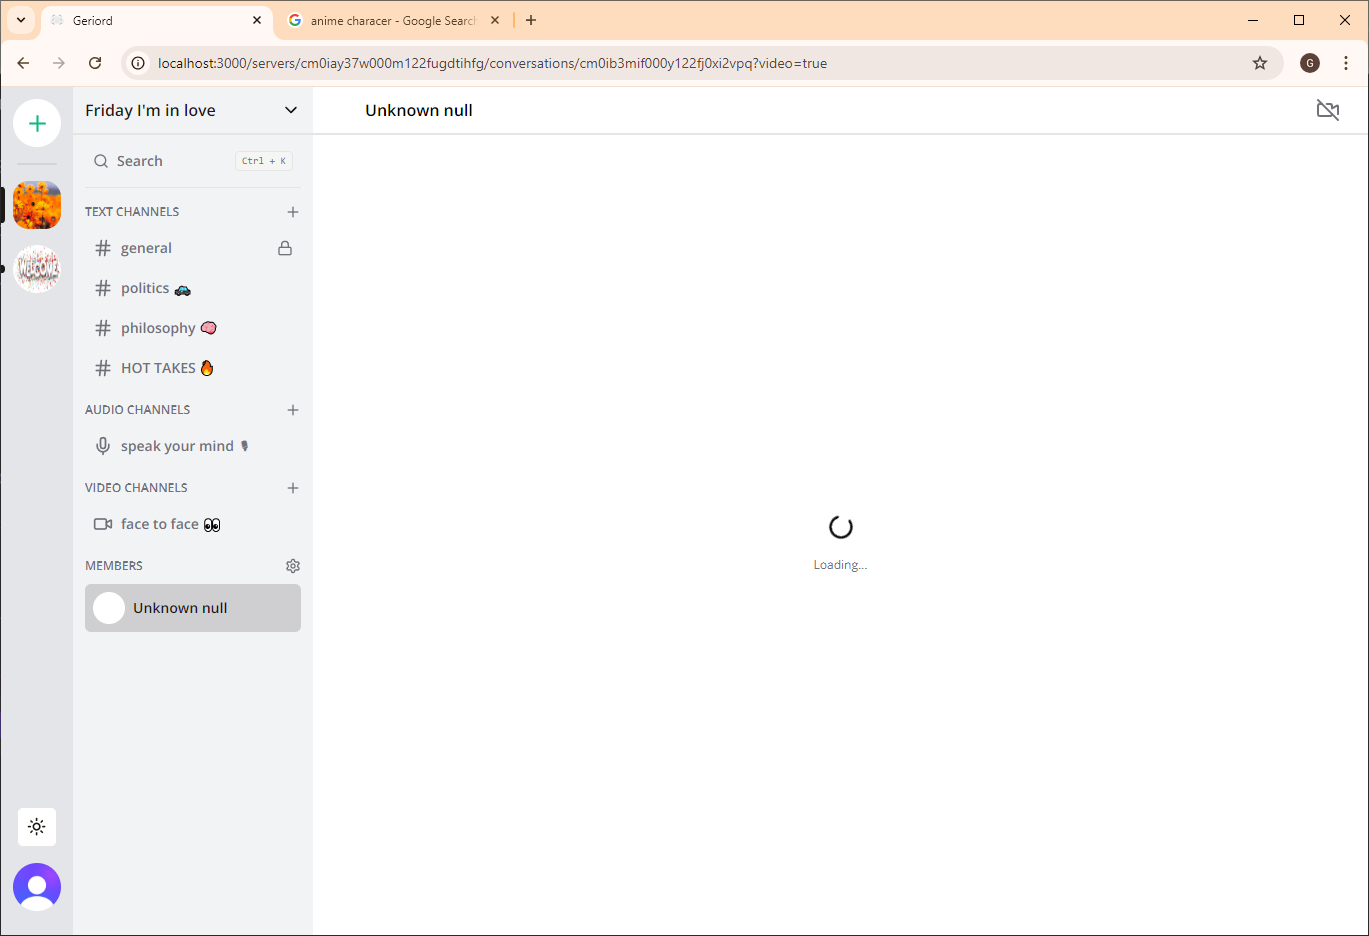 Geriord
anime characer - Google Search
localhost:3000/servers/cm0iay37w000m122fugdtihfg/conversations/cm0ib3mif000y122fj0xi2vpq?video=true
G
Friday I'm in love
Unknown null
Search
Ctrl + K
TEXT CHANNELS
general
politics
philosophy
HOT TAKES
AUDIO CHANNELS
speak your mind
VIDEO CHANNELS
face to face
MEMBERS
Unknown null
Loading...
WELCOME